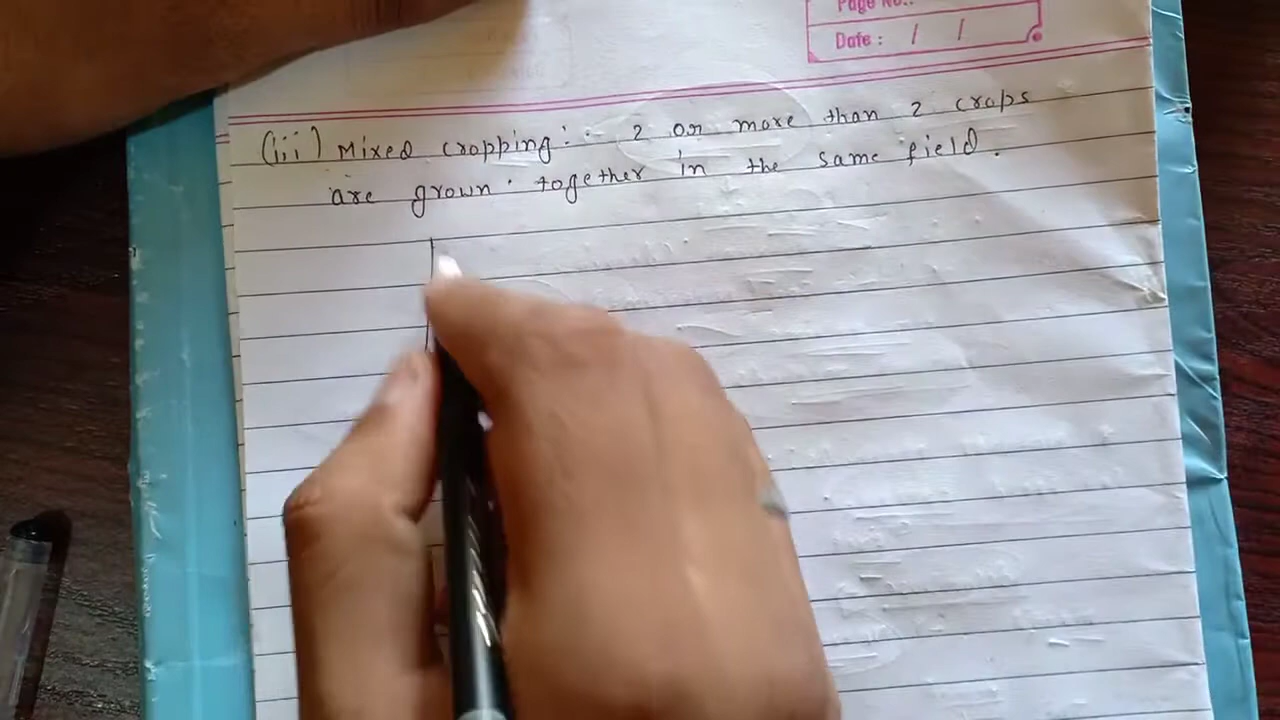 Page No.:
Date : / /
(iii) Mixed cropping :- 2 or more than 2 crops
are grown together in the same field.